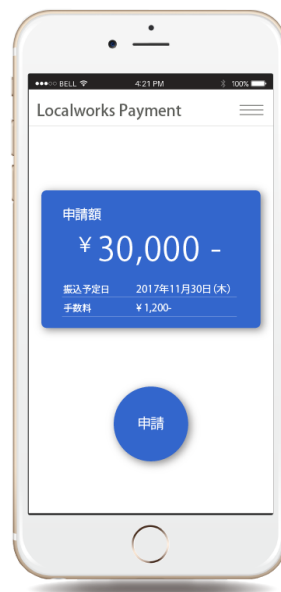 ●●●○○ BELL 4:21 PM 100%
Localworks Payment
申請額
¥ 30,000 -
振込予定日 2017年11月30日(木)
手数料 ¥1,200-
申請